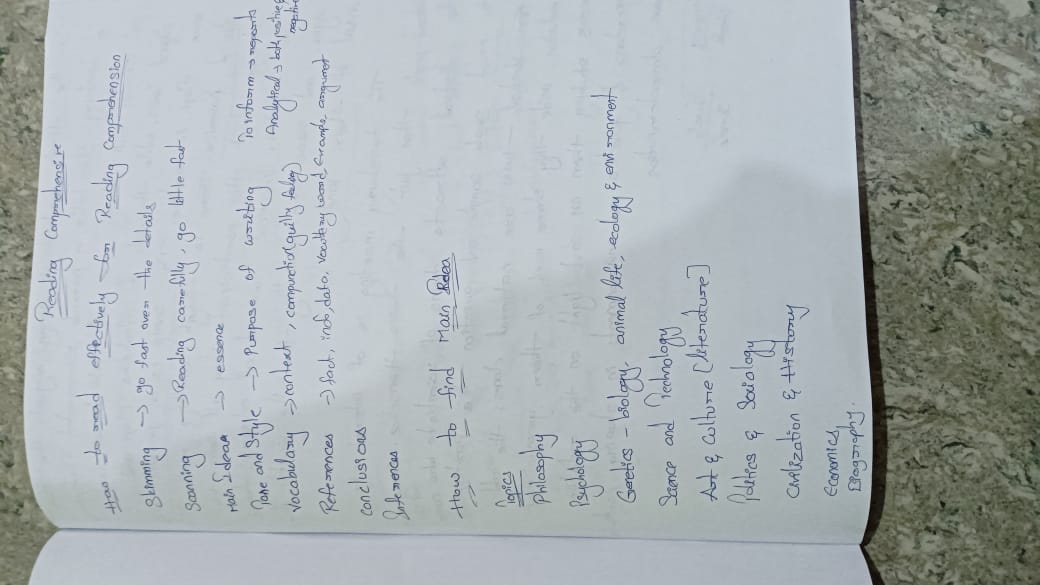 Reading Comprehensire
How to read effectively for Reading Comprehension
Skimming → go fast over the details
Scanning → Reading carefully, go little fast
Main Ideas → essence
Tone and Style → Purpose of writing To inform → reports
Analytical → both positive &
negative
Vocabulary → context, compunction(guilty feeling)
References → fact, info, data, vocabulary word, example, argument
Conclusions
Inferences
How to find Main Idea
Topics
Philosophy
Psychology
Genetics - biology, animal life, ecology & environment
Science and Technology
Art & Culture [literature]
Politics & Sociology
Civilization & History
Economics
Biography.